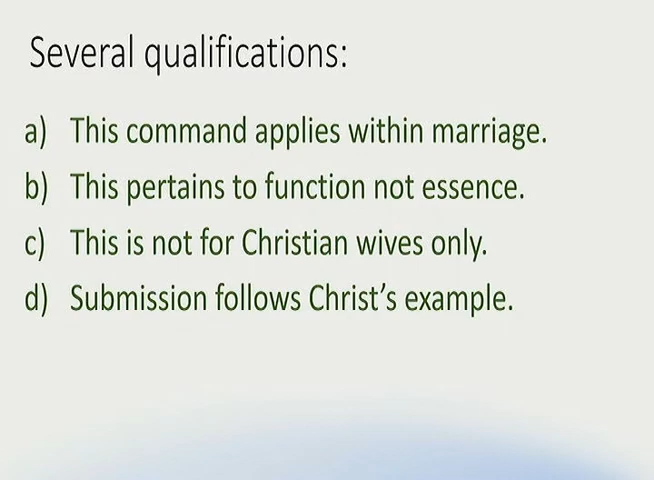 Several qualifications:
a) This command applies within marriage.
b) This pertains to function not essence.
c) This is not for Christian wives only.
d) Submission follows Christ's example.